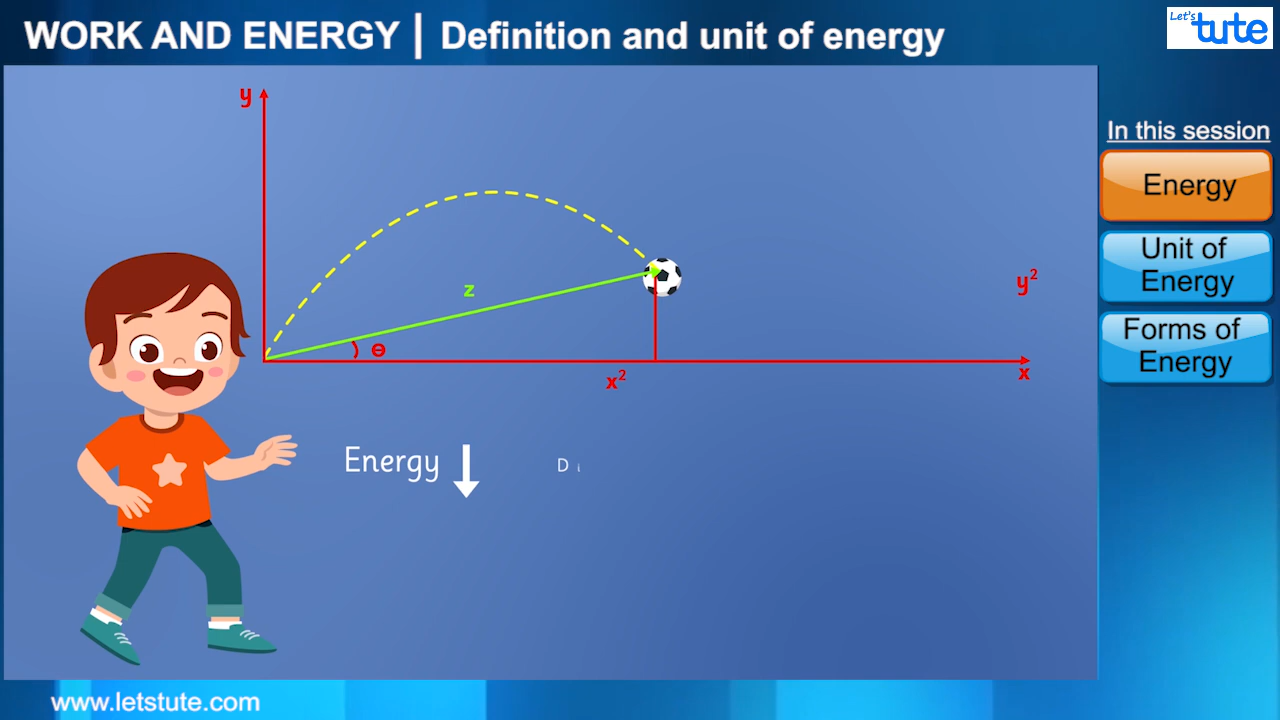 WORK AND ENERGY | Definition and unit of energy
Let's
tute
In this session
Energy
Unit of
Energy
Forms of
Energy
y
z
θ
y²
x²
x
Energy
D
www.letstute.com